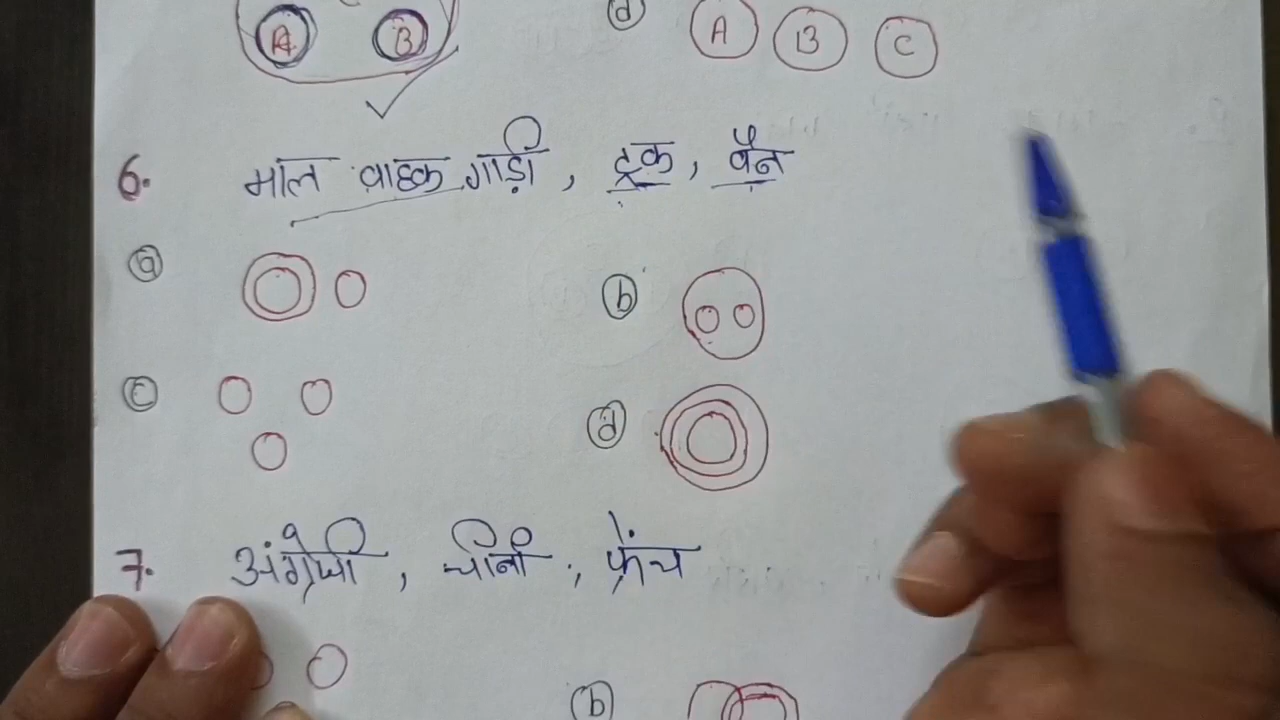 A B
d A B C
6. माल वाहक गाड़ी, ट्रक, वैन
a b
c d
7. अंग्रेजी, चीनी, फ्रेंच
b